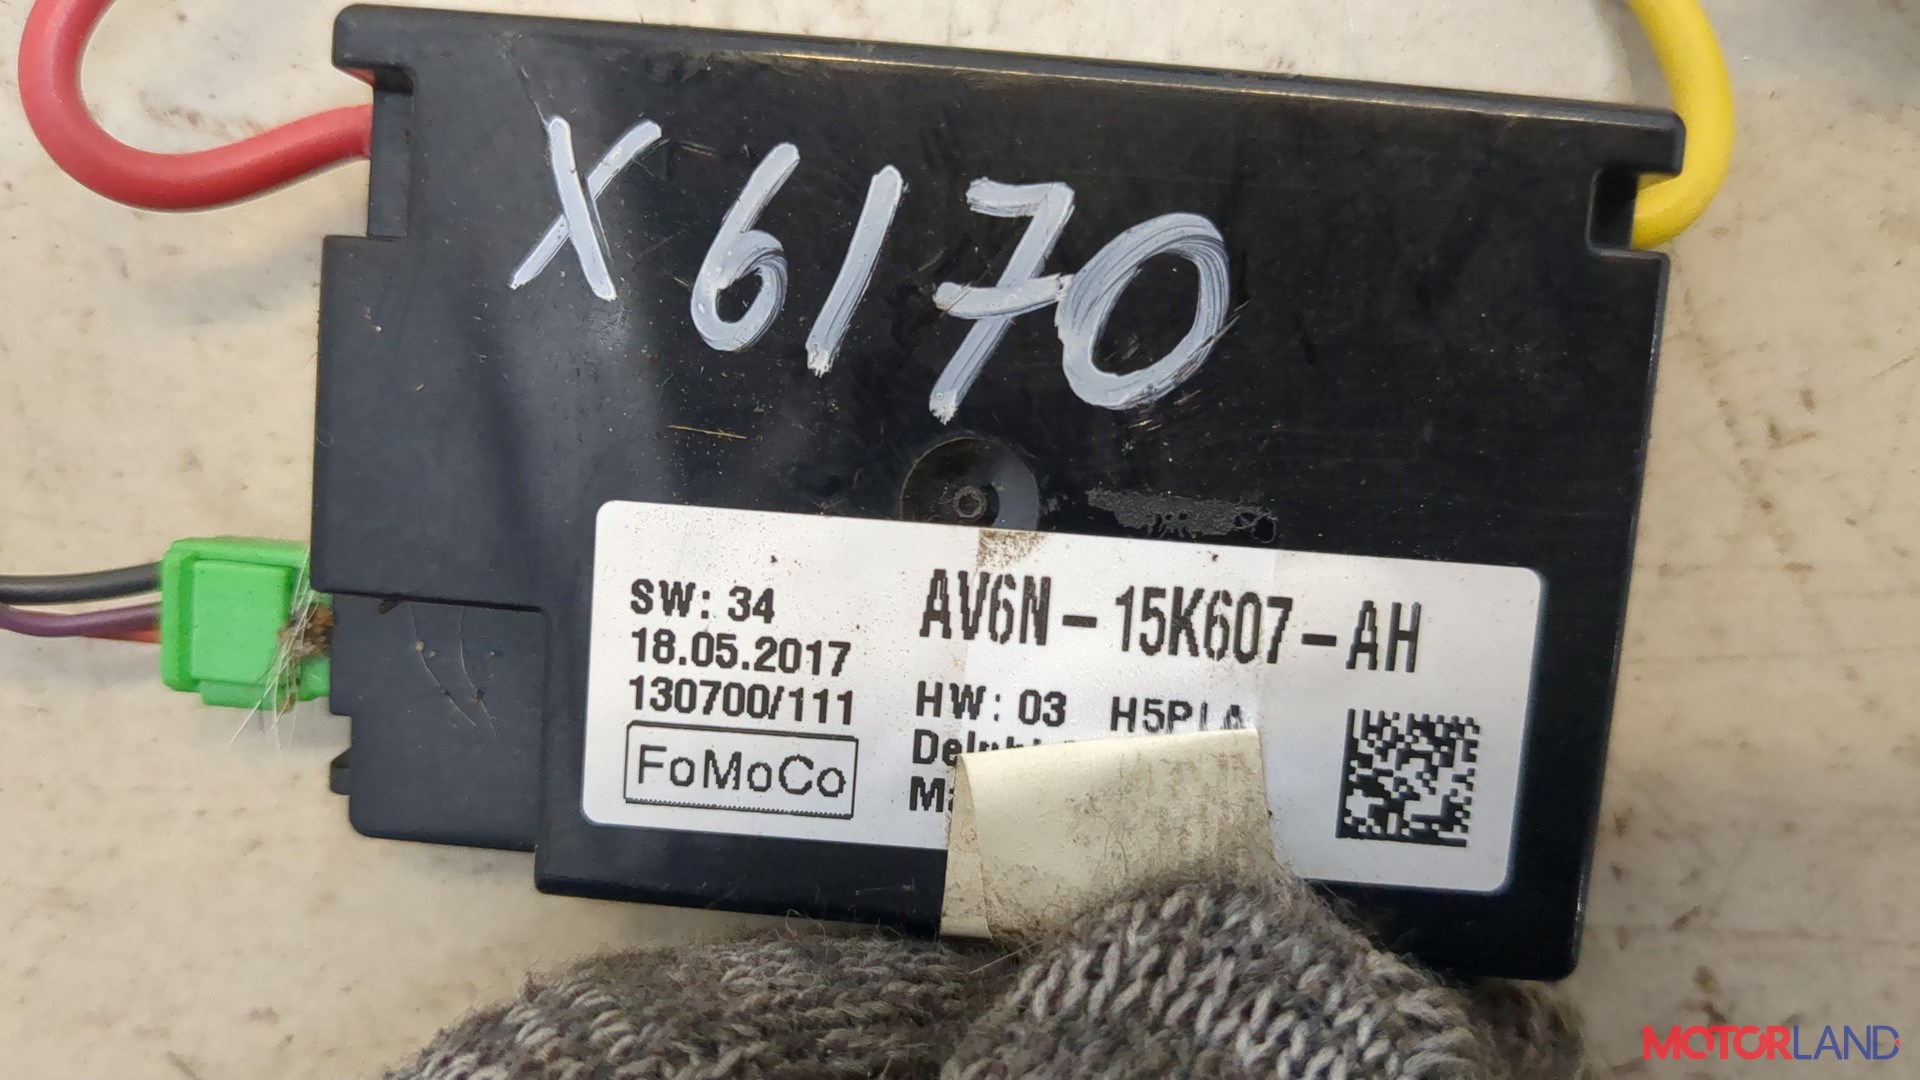 X6170
SW: 34
18.05.2017
130700/111
FoMoCo
AV6N-15K607-AH
HW: 03
MOTORLAND